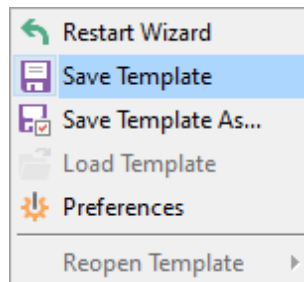 Restart Wizard
Save Template
Save Template As...
Load Template
Preferences
Reopen Template